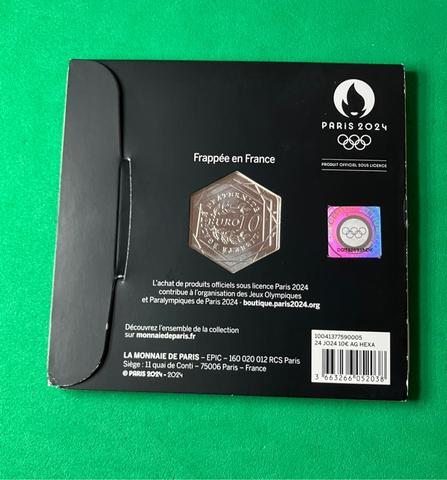 PARIS 2024
PRODUIT OFFICIEL SOUS LICENCE
Frappée en France
10
EURO
L'achat de produits officiels sous licence Paris 2024
contribue à l'organisation des Jeux Olympiques
et Paralympiques de Paris 2024 - boutique.paris2024.org
Découvrez l'ensemble de la collection
sur monnaiedeparis.fr
LA MONNAIE DE PARIS – EPIC – 160 020 012 RCS Paris
Siège : 11 quai de Conti – 75006 Paris – France
© PARIS 2024 - 2024
10041377590005
24 JO24 10€ AG HEXA
3 663266 052038